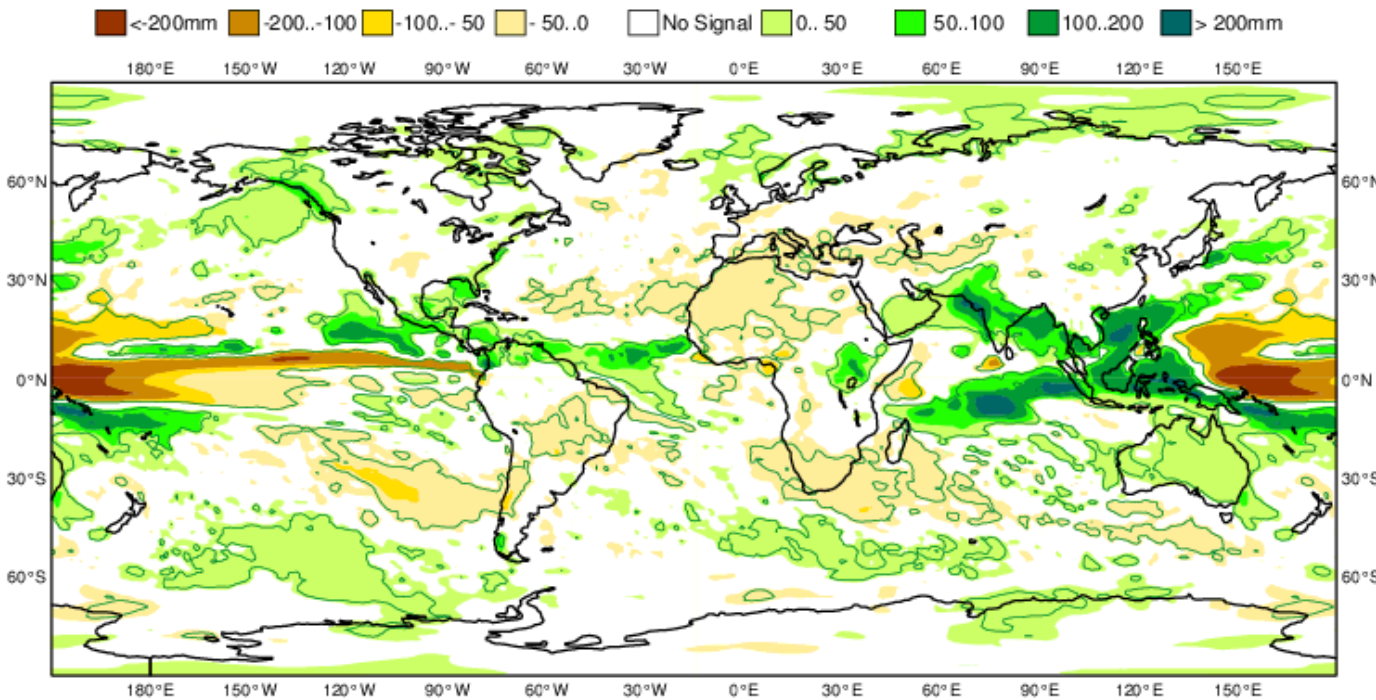 <-200mm -200..-100 -100..- 50 - 50..0 No Signal 0.. 50 50..100 100..200 > 200mm
180°E 150°W 120°W 90°W 60°W 30°W 0°E 30°E 60°E 90°E 120°E 150°E
60°N 60°N
30°N 30°N
0°N 0°N
30°S 30°S
60°S 60°S
180°E 150°W 120°W 90°W 60°W 30°W 0°E 30°E 60°E 90°E 120°E 150°E